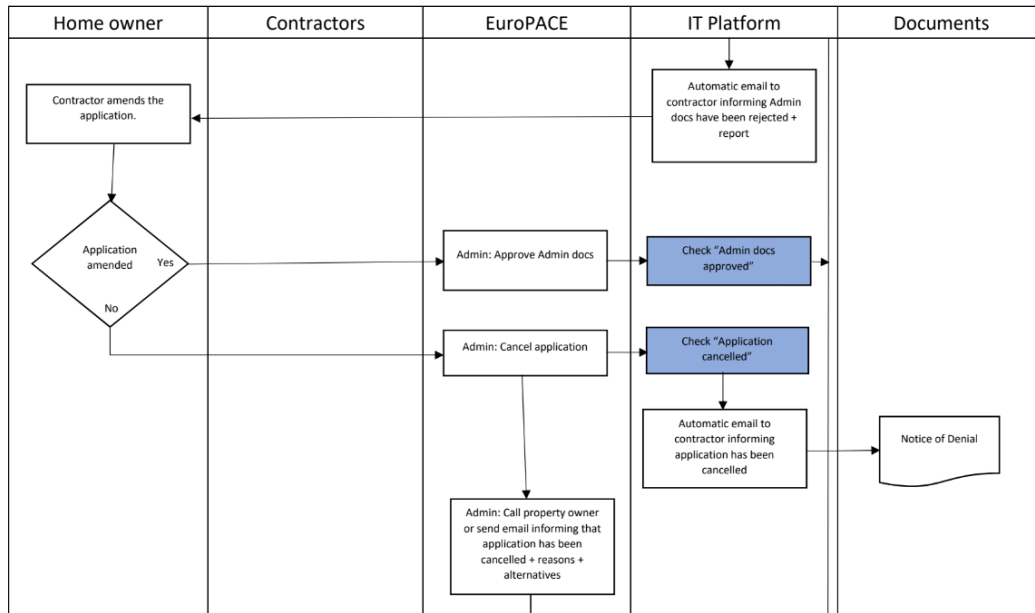 Home owner
Contractors
EuroPACE
IT Platform
Documents
Contractor amends the
application.
Automatic email to
contractor informing Admin
docs have been rejected +
report
Application
amended
Yes
No
Admin: Approve Admin docs
Check “Admin docs
approved”
Admin: Cancel application
Check “Application
cancelled”
Automatic email to
contractor informing
application has been
cancelled
Notice of Denial
Admin: Call property owner
or send email informing that
application has been
cancelled + reasons +
alternatives